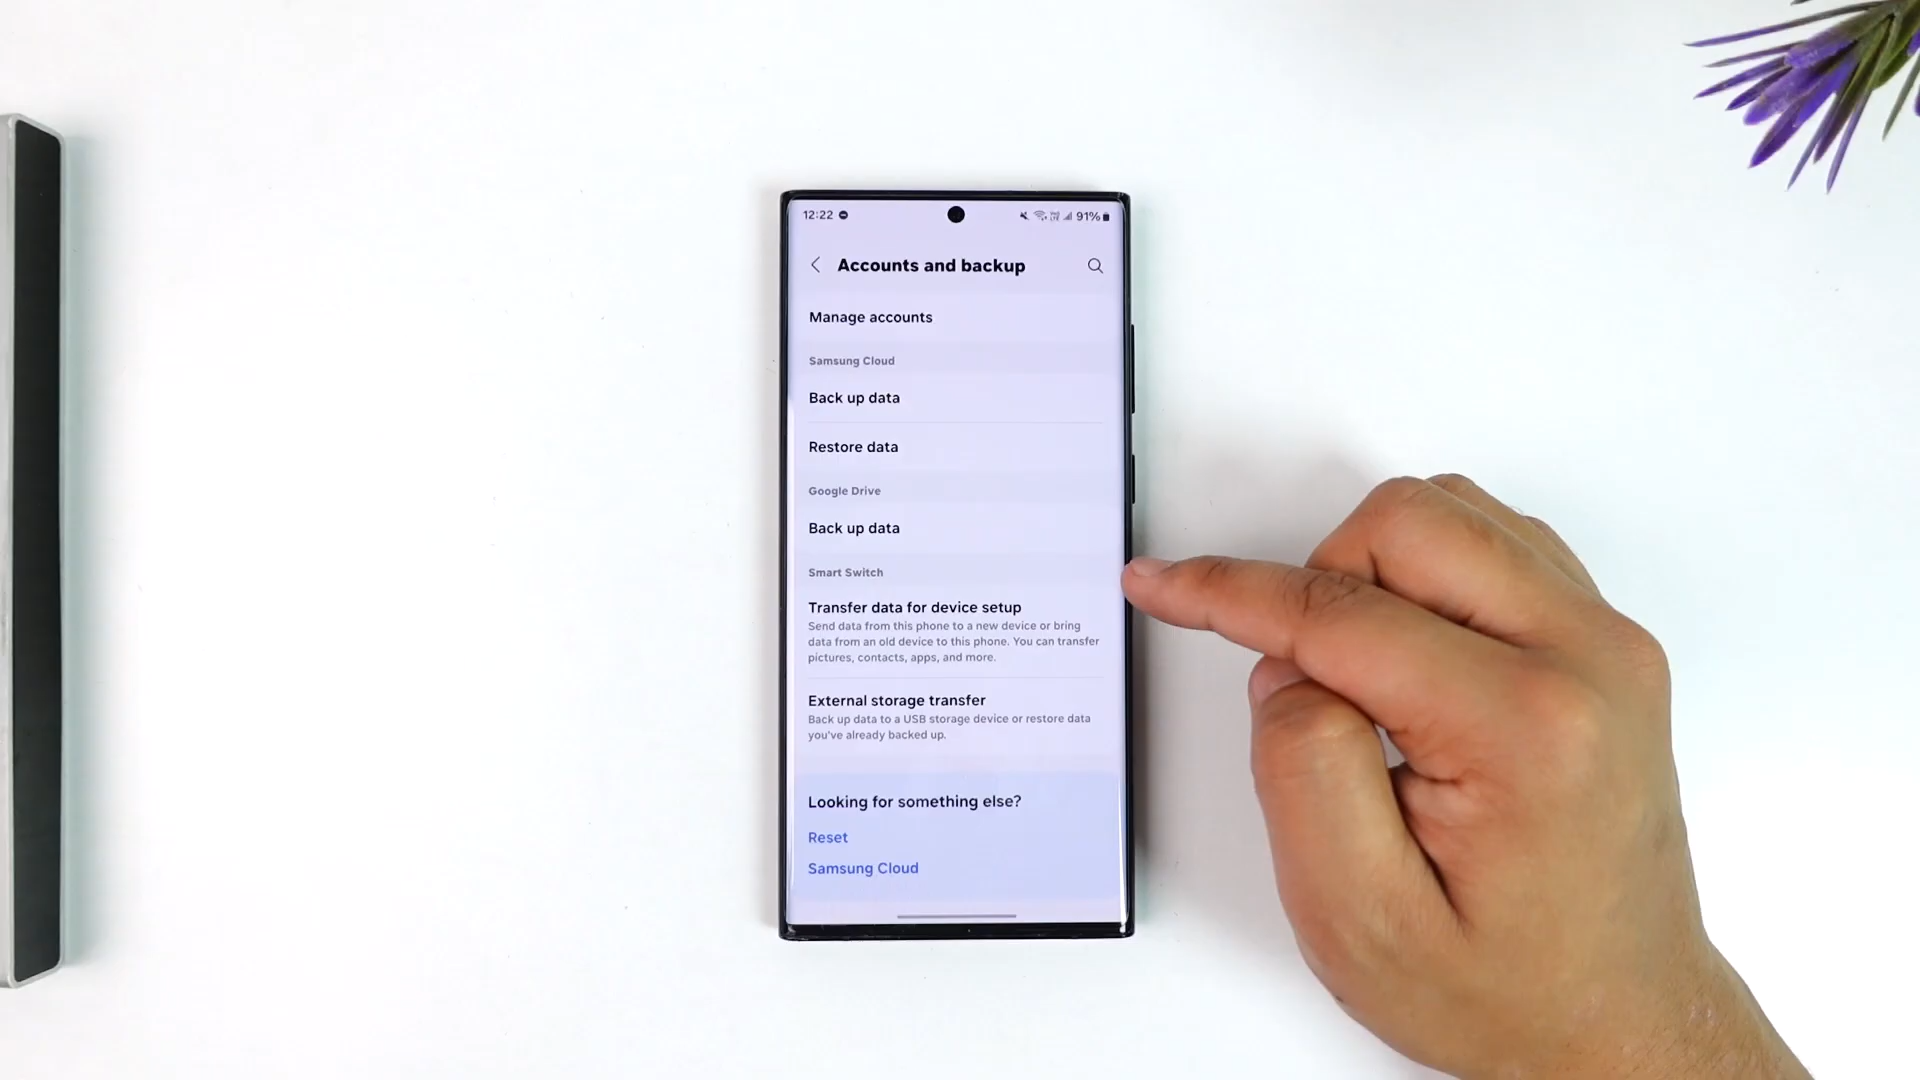 12:22
91%
Accounts and backup
Manage accounts
Samsung Cloud
Back up data
Restore data
Google Drive
Back up data
Smart Switch
Transfer data for device setup
Send data from this phone to a new device or bring
data from an old device to this phone. You can transfer
pictures, contacts, apps, and more.
External storage transfer
Back up data to a USB storage device or restore data
you've already backed up.
Looking for something else?
Reset
Samsung Cloud